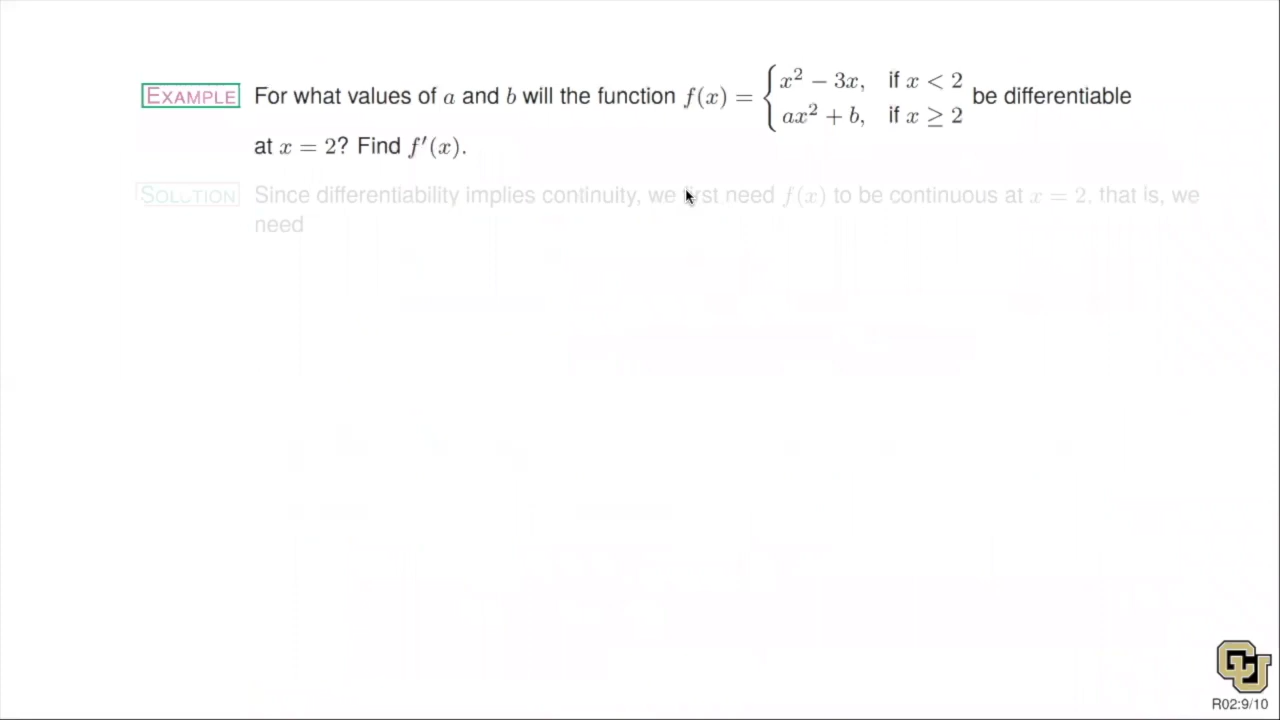 EXAMPLE For what values of a and b will the function f(x) = { x² − 3x, if x < 2
ax² + b, if x ≥ 2 be differentiable
at x = 2? Find f′(x).
SOLUTION Since differentiability implies continuity, we first need f(x) to be continuous at x = 2, that is, we
need
CU
R02:9/10